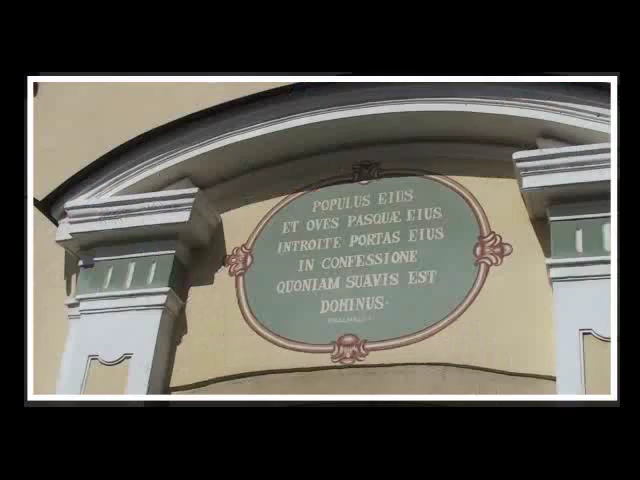 POPULUS EIUS
ET OVES PASQUÆ EIUS
INTROITE PORTAS EIUS
IN CONFESSIONE
QUONIAM SUAVIS EST
DOMINUS·